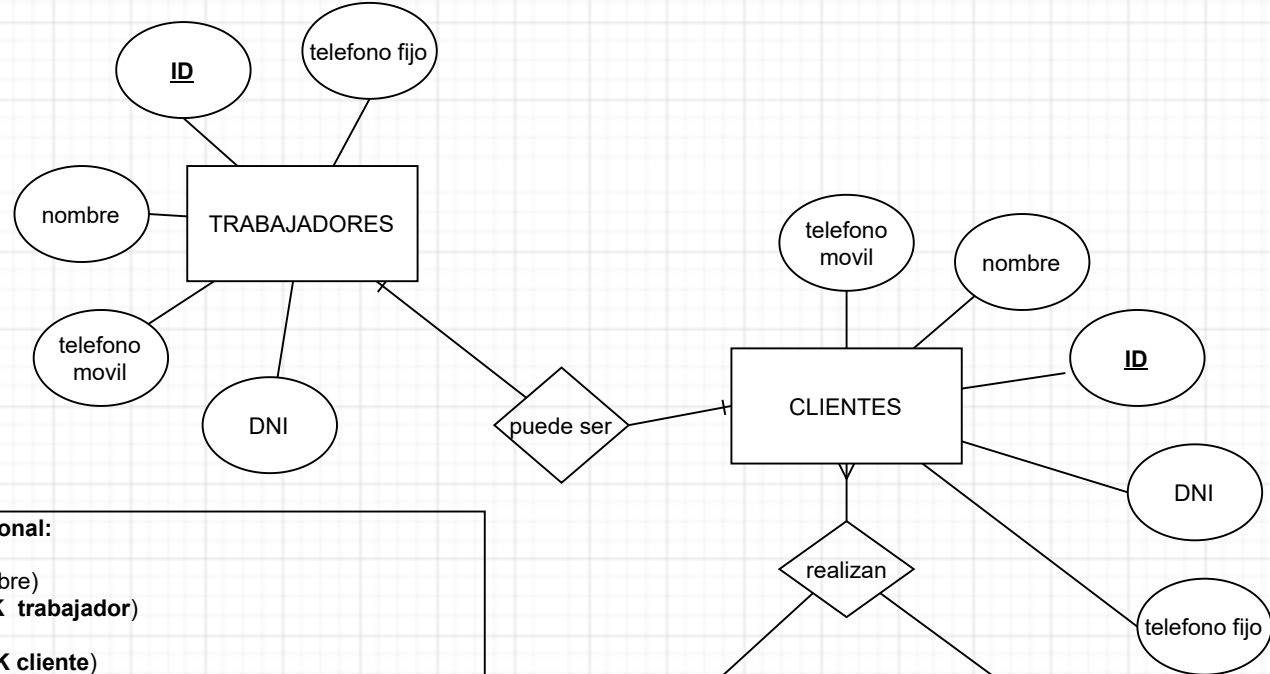 telefono fijo
ID
nombre
TRABAJADORES
telefono
movil
DNI
puede ser
telefono
movil
nombre
ID
CLIENTES
DNI
realizan
telefono fijo
onal:
bre)
K trabajador)
K cliente)